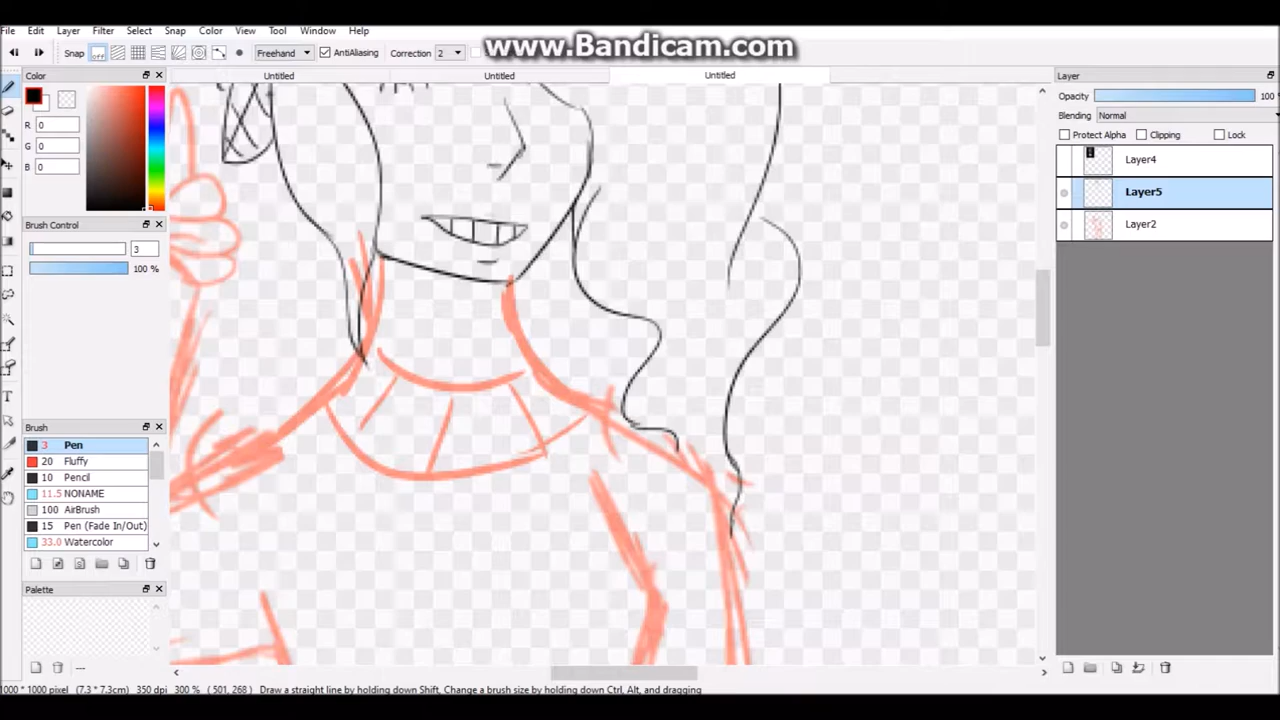 File Edit Layer Filter Select Snap Color View Tool Window Help
www.Bandicam.com
Snap off Freehand AntiAliasing Correction 2
Color
Untitled Untitled Untitled
Layer
Opacity 100
Blending Normal
Protect Alpha Clipping Lock
R 0
G 0
B 0
Layer4
Layer5
Layer2
Brush Control
3
100 %
Brush
3 Pen
20 Fluffy
10 Pencil
11.5 NONAME
100 AirBrush
15 Pen (Fade In/Out)
33.0 Watercolor
Palette
---
1000 * 1000 pixel (7.3 * 7.3cm) 350 dpi 300 % (501, 268) Draw a straight line by holding down Shift, Change a brush size by holding down Ctrl, Alt, and dragging